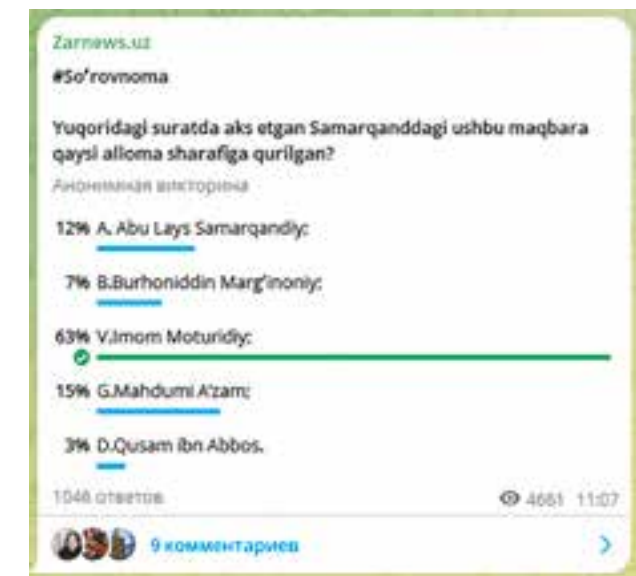 Zarnews.uz
#Soʻrovnoma
Yuqoridagi suratda aks etgan Samarqanddagi ushbu maqbara
qaysi alloma sharafiga qurilgan?
Анонимная викторина
12% A. Abu Lays Samarqandiy;
7% B.Burhoniddin Marg'inoniy;
63% V.Imom Moturidiy;
15% G.Mahdumi A'zam;
3% D.Qusam ibn Abbos.
1046 ответов
4661 11:07
9 комментариев